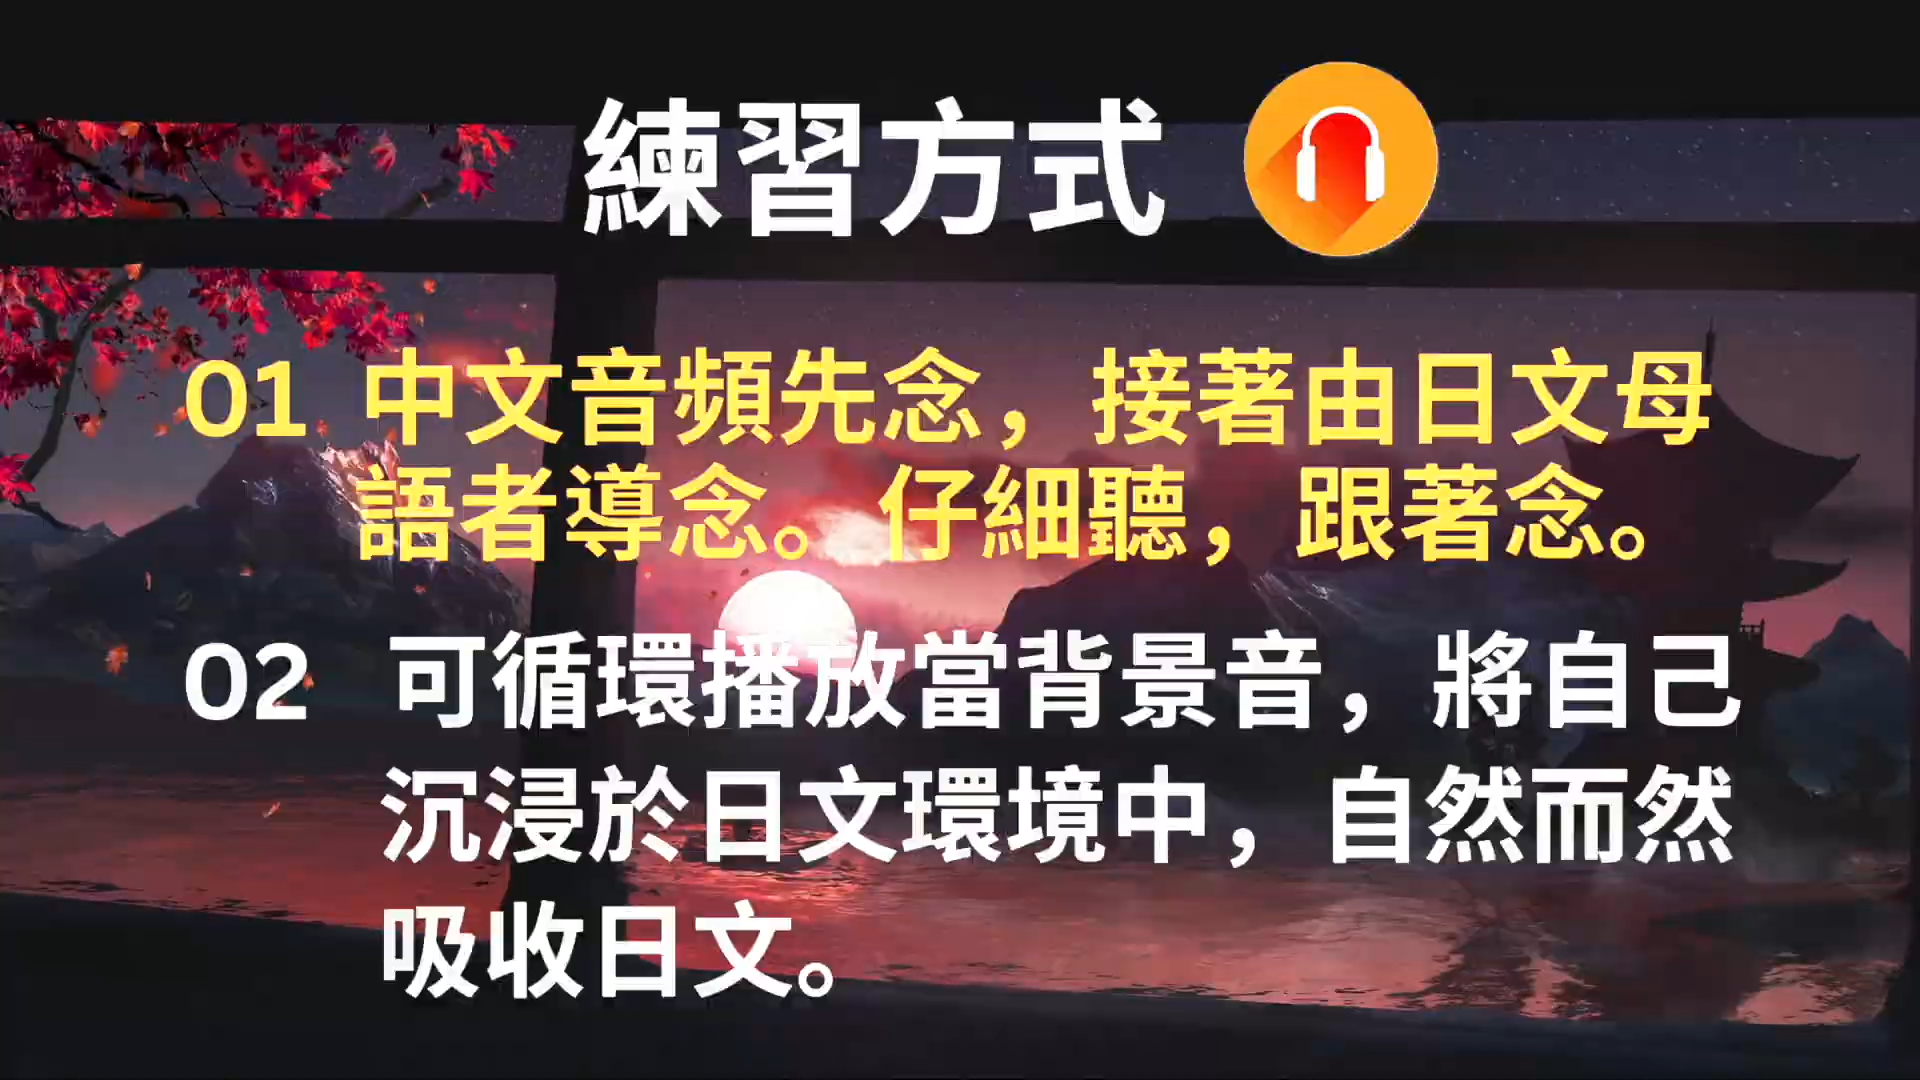 練習方式
01 中文音頻先念，接著由日文母
語者導念。仔細聽，跟著念。
02 可循環播放當背景音，將自己
沉浸於日文環境中，自然而然
吸收日文。